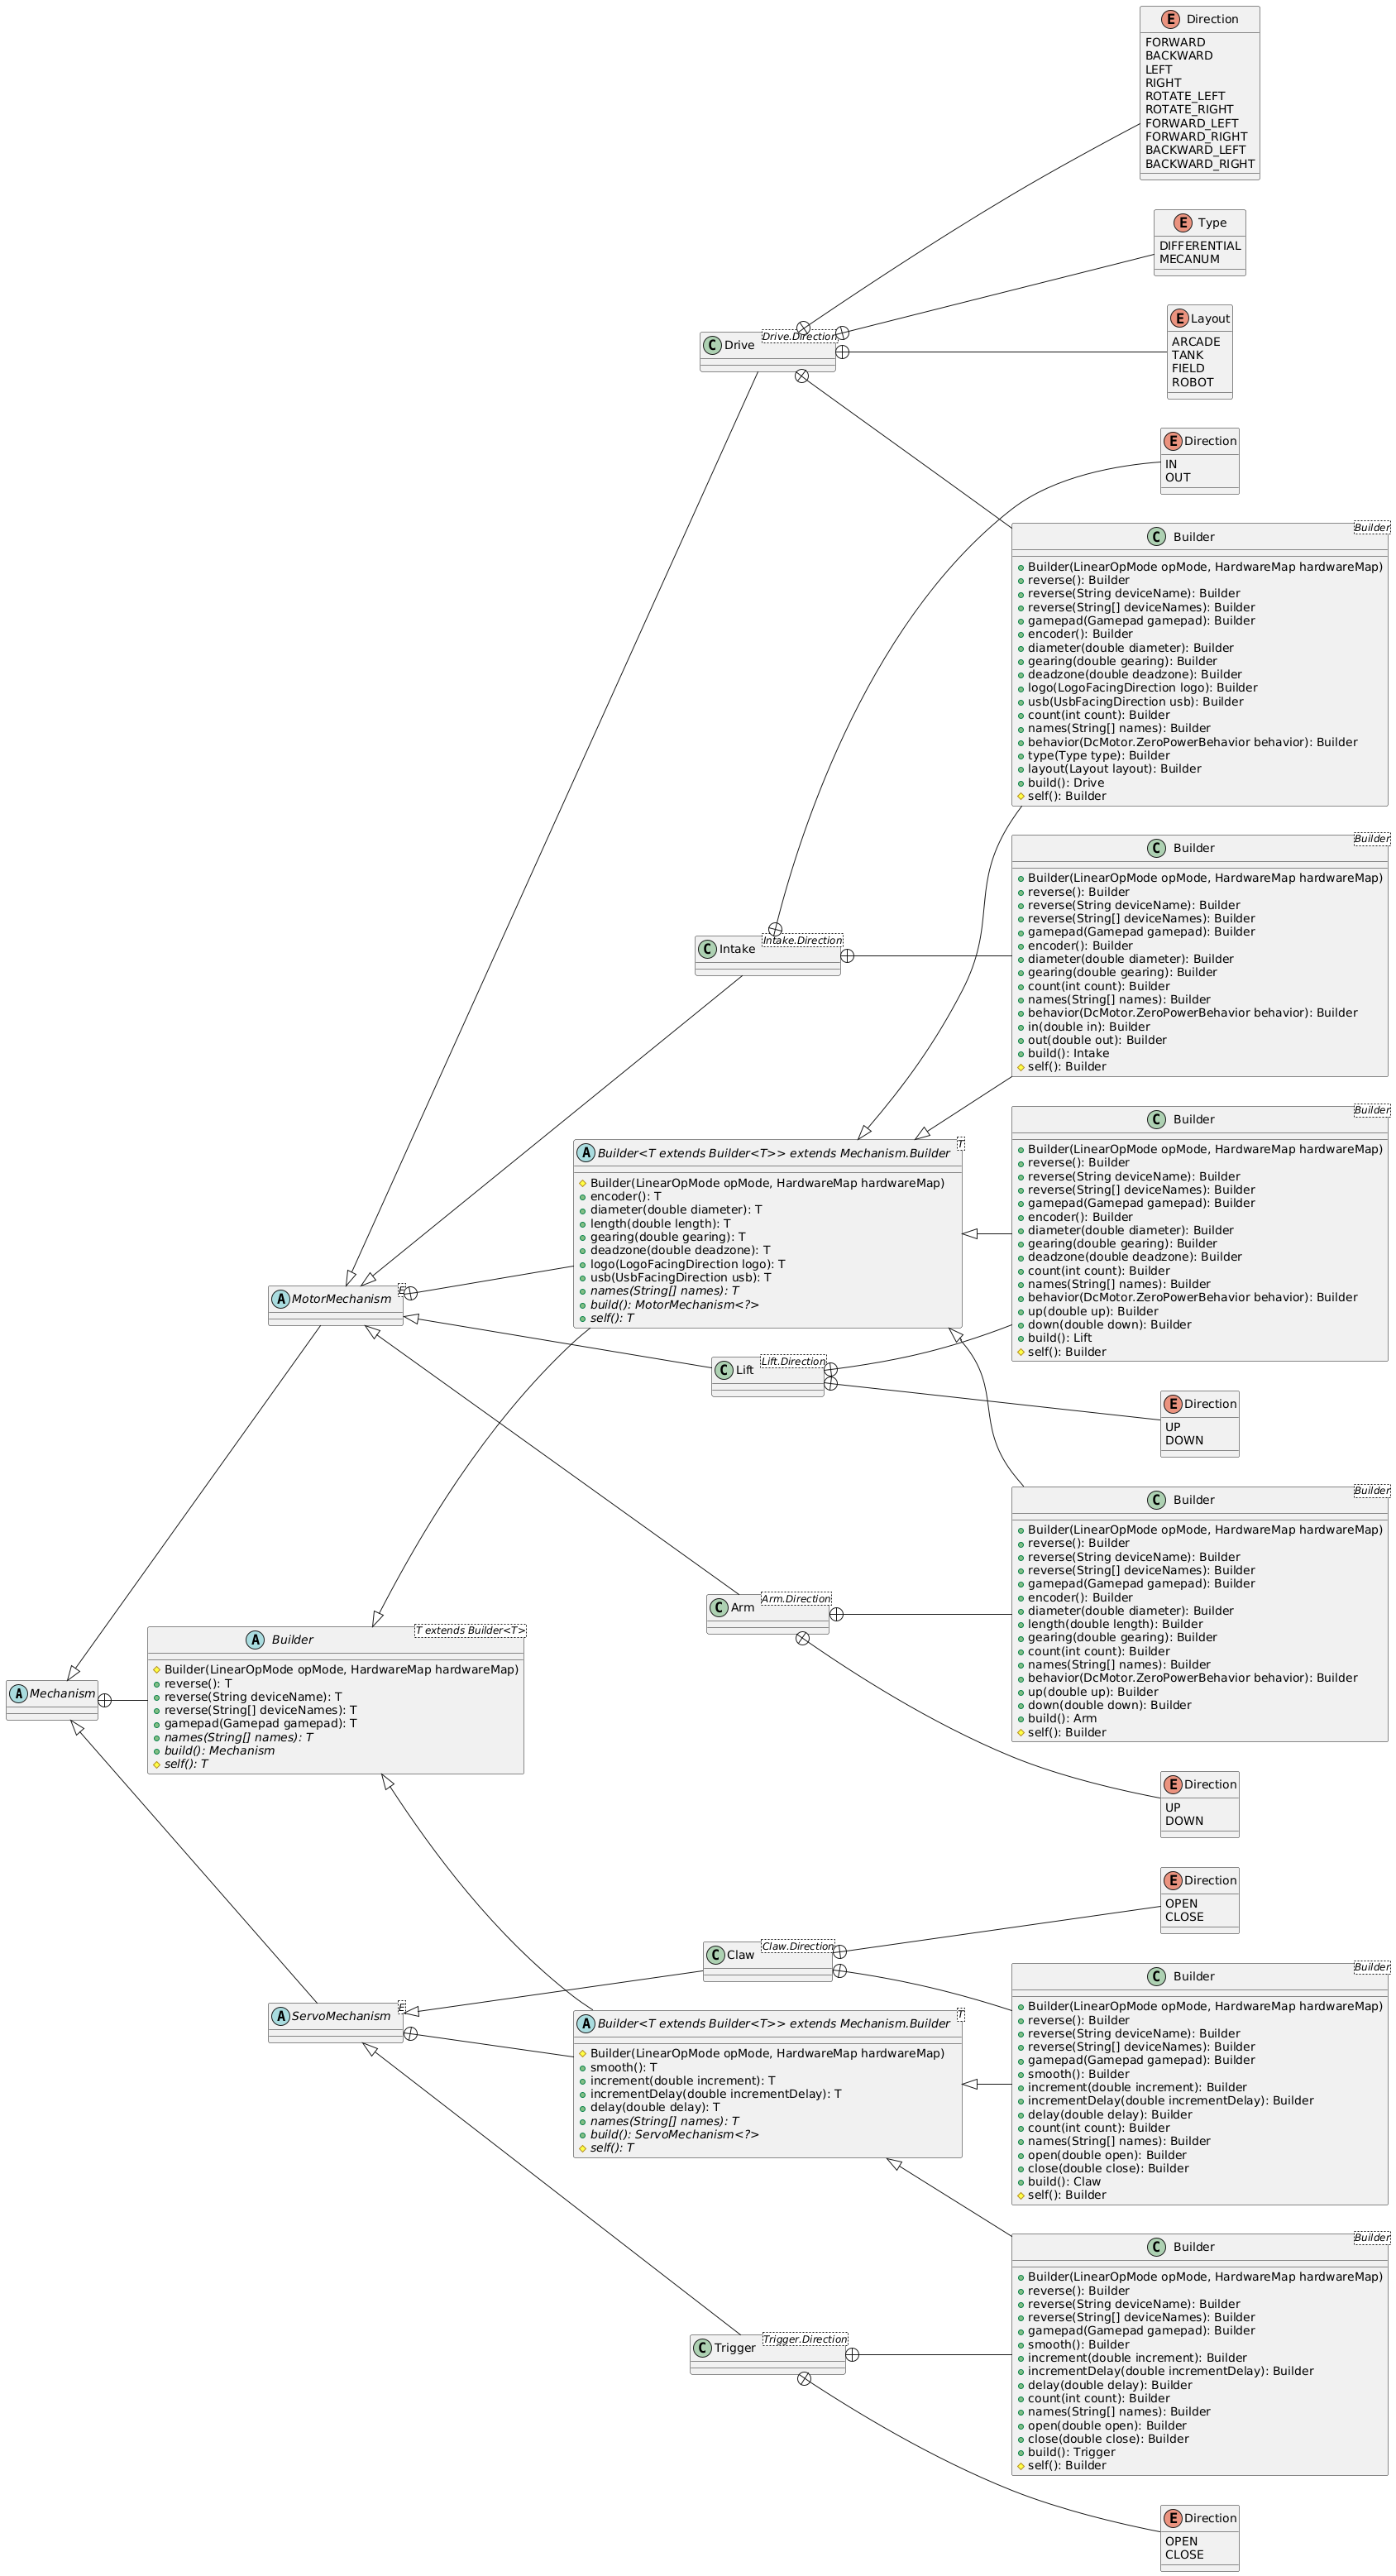 Direction
FORWARD
BACKWARD
LEFT
RIGHT
ROTATE_LEFT
ROTATE_RIGHT
FORWARD_LEFT
FORWARD_RIGHT
BACKWARD_LEFT
BACKWARD_RIGHT
Type
DIFFERENTIAL
MECANUM
Layout
ARCADE
TANK
FIELD
ROBOT
Drive
Drive.Direction
Direction
IN
OUT
Builder
Builder
Builder(LinearOpMode opMode, HardwareMap hardwareMap)
reverse(): Builder
reverse(String deviceName): Builder
reverse(String[] deviceNames): Builder
gamepad(Gamepad gamepad): Builder
encoder(): Builder
diameter(double diameter): Builder
gearing(double gearing): Builder
deadzone(double deadzone): Builder
logo(LogoFacingDirection logo): Builder
usb(UsbFacingDirection usb): Builder
count(int count): Builder
names(String[] names): Builder
behavior(DcMotor.ZeroPowerBehavior behavior): Builder
type(Type type): Builder
layout(Layout layout): Builder
build(): Drive
self(): Builder
Intake
Intake.Direction
Builder
Builder
Builder(LinearOpMode opMode, HardwareMap hardwareMap)
reverse(): Builder
reverse(String deviceName): Builder
reverse(String[] deviceNames): Builder
gamepad(Gamepad gamepad): Builder
encoder(): Builder
diameter(double diameter): Builder
gearing(double gearing): Builder
count(int count): Builder
names(String[] names): Builder
behavior(DcMotor.ZeroPowerBehavior behavior): Builder
in(double in): Builder
out(double out): Builder
build(): Intake
self(): Builder
Builder<T extends Builder<T>> extends Mechanism.Builder
T
Builder(LinearOpMode opMode, HardwareMap hardwareMap)
encoder(): T
diameter(double diameter): T
length(double length): T
gearing(double gearing): T
deadzone(double deadzone): T
logo(LogoFacingDirection logo): T
usb(UsbFacingDirection usb): T
names(String[] names): T
build(): MotorMechanism<?>
self(): T
Builder
Builder
Builder(LinearOpMode opMode, HardwareMap hardwareMap)
reverse(): Builder
reverse(String deviceName): Builder
reverse(String[] deviceNames): Builder
gamepad(Gamepad gamepad): Builder
encoder(): Builder
diameter(double diameter): Builder
gearing(double gearing): Builder
deadzone(double deadzone): Builder
count(int count): Builder
names(String[] names): Builder
behavior(DcMotor.ZeroPowerBehavior behavior): Builder
up(double up): Builder
down(double down): Builder
build(): Lift
self(): Builder
MotorMechanism
E
Lift
Lift.Direction
Direction
UP
DOWN
Builder
Builder
Builder(LinearOpMode opMode, HardwareMap hardwareMap)
reverse(): Builder
reverse(String deviceName): Builder
reverse(String[] deviceNames): Builder
gamepad(Gamepad gamepad): Builder
encoder(): Builder
diameter(double diameter): Builder
length(double length): Builder
gearing(double gearing): Builder
count(int count): Builder
names(String[] names): Builder
behavior(DcMotor.ZeroPowerBehavior behavior): Builder
up(double up): Builder
down(double down): Builder
build(): Arm
self(): Builder
Arm
Arm.Direction
Mechanism
Builder
T extends Builder<T>
Builder(LinearOpMode opMode, HardwareMap hardwareMap)
reverse(): T
reverse(String deviceName): T
reverse(String[] deviceNames): T
gamepad(Gamepad gamepad): T
names(String[] names): T
build(): Mechanism
self(): T
Direction
UP
DOWN
Direction
OPEN
CLOSE
Claw
Claw.Direction
Builder
Builder
Builder(LinearOpMode opMode, HardwareMap hardwareMap)
reverse(): Builder
reverse(String deviceName): Builder
reverse(String[] deviceNames): Builder
gamepad(Gamepad gamepad): Builder
smooth(): Builder
increment(double increment): Builder
incrementDelay(double incrementDelay): Builder
delay(double delay): Builder
count(int count): Builder
names(String[] names): Builder
open(double open): Builder
close(double close): Builder
build(): Claw
self(): Builder
ServoMechanism
E
Builder<T extends Builder<T>> extends Mechanism.Builder
T
Builder(LinearOpMode opMode, HardwareMap hardwareMap)
smooth(): T
increment(double increment): T
incrementDelay(double incrementDelay): T
delay(double delay): T
names(String[] names): T
build(): ServoMechanism<?>
self(): T
Builder
Builder
Builder(LinearOpMode opMode, HardwareMap hardwareMap)
reverse(): Builder
reverse(String deviceName): Builder
reverse(String[] deviceNames): Builder
gamepad(Gamepad gamepad): Builder
smooth(): Builder
increment(double increment): Builder
incrementDelay(double incrementDelay): Builder
delay(double delay): Builder
count(int count): Builder
names(String[] names): Builder
open(double open): Builder
close(double close): Builder
build(): Trigger
self(): Builder
Trigger
Trigger.Direction
Direction
OPEN
CLOSE